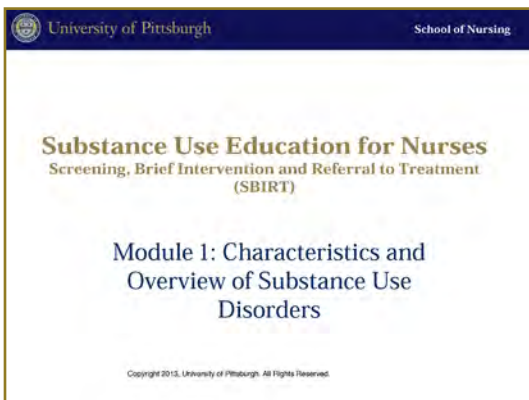 University of Pittsburgh
School of Nursing
Substance Use Education for Nurses
Screening, Brief Intervention and Referral to Treatment
(SBIRT)
Module 1: Characteristics and
Overview of Substance Use
Disorders
Copyright 2013, University of Pittsburgh. All Rights Reserved.